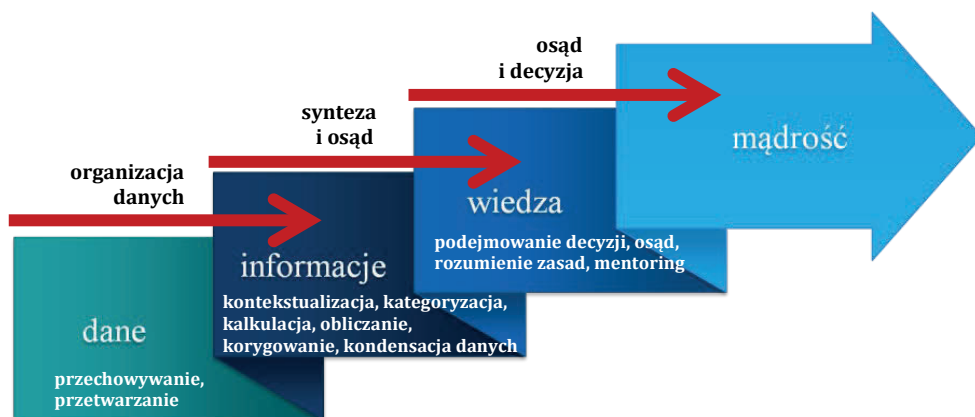 osąd
i decyzja
synteza
i osąd
mądrość
organizacja
danych
wiedza
podejmowanie decyzji, osąd,
rozumienie zasad, mentoring
informacje
kontekstualizacja, kategoryzacja,
kalkulacja, obliczanie,
korygowanie, kondensacja danych
dane
przechowywanie,
przetwarzanie